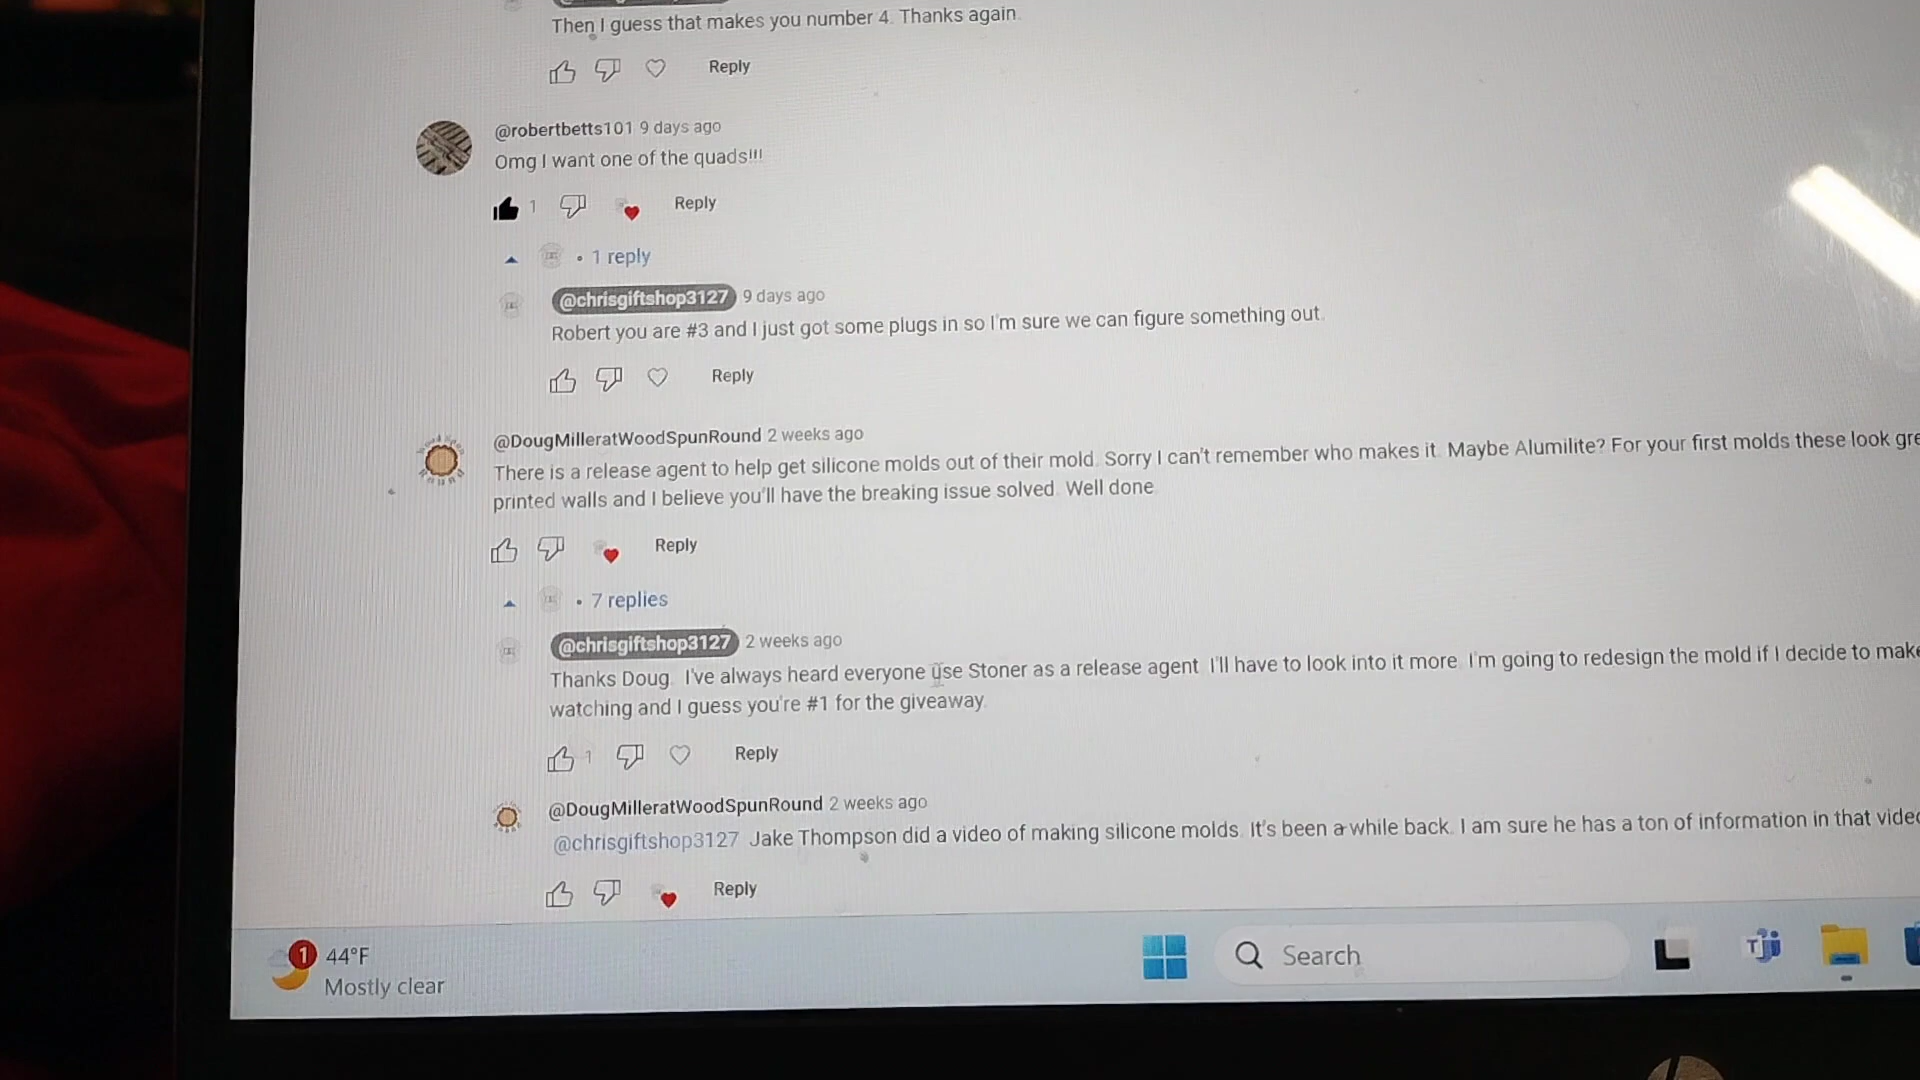 Then I guess that makes you number 4. Thanks again.
Reply
@robertbetts101 9 days ago
Omg I want one of the quads!!!
1 Reply
1 reply
@chrisgiftshop3127 9 days ago
Robert you are #3 and I just got some plugs in so I'm sure we can figure something out.
Reply
@DougMilleratWoodSpunRound 2 weeks ago
There is a release agent to help get silicone molds out of their mold. Sorry I can't remember who makes it. Maybe Alumilite? For your first molds these look gre
printed walls and I believe you'll have the breaking issue solved. Well done.
Reply
7 replies
@chrisgiftshop3127 2 weeks ago
Thanks Doug. I've always heard everyone use Stoner as a release agent. I'll have to look into it more. I'm going to redesign the mold if I decide to make
watching and I guess you're #1 for the giveaway.
1 Reply
@DougMilleratWoodSpunRound 2 weeks ago
@chrisgiftshop3127 Jake Thompson did a video of making silicone molds. It's been a while back. I am sure he has a ton of information in that video
Reply
1 44°F
Mostly clear
Search
T